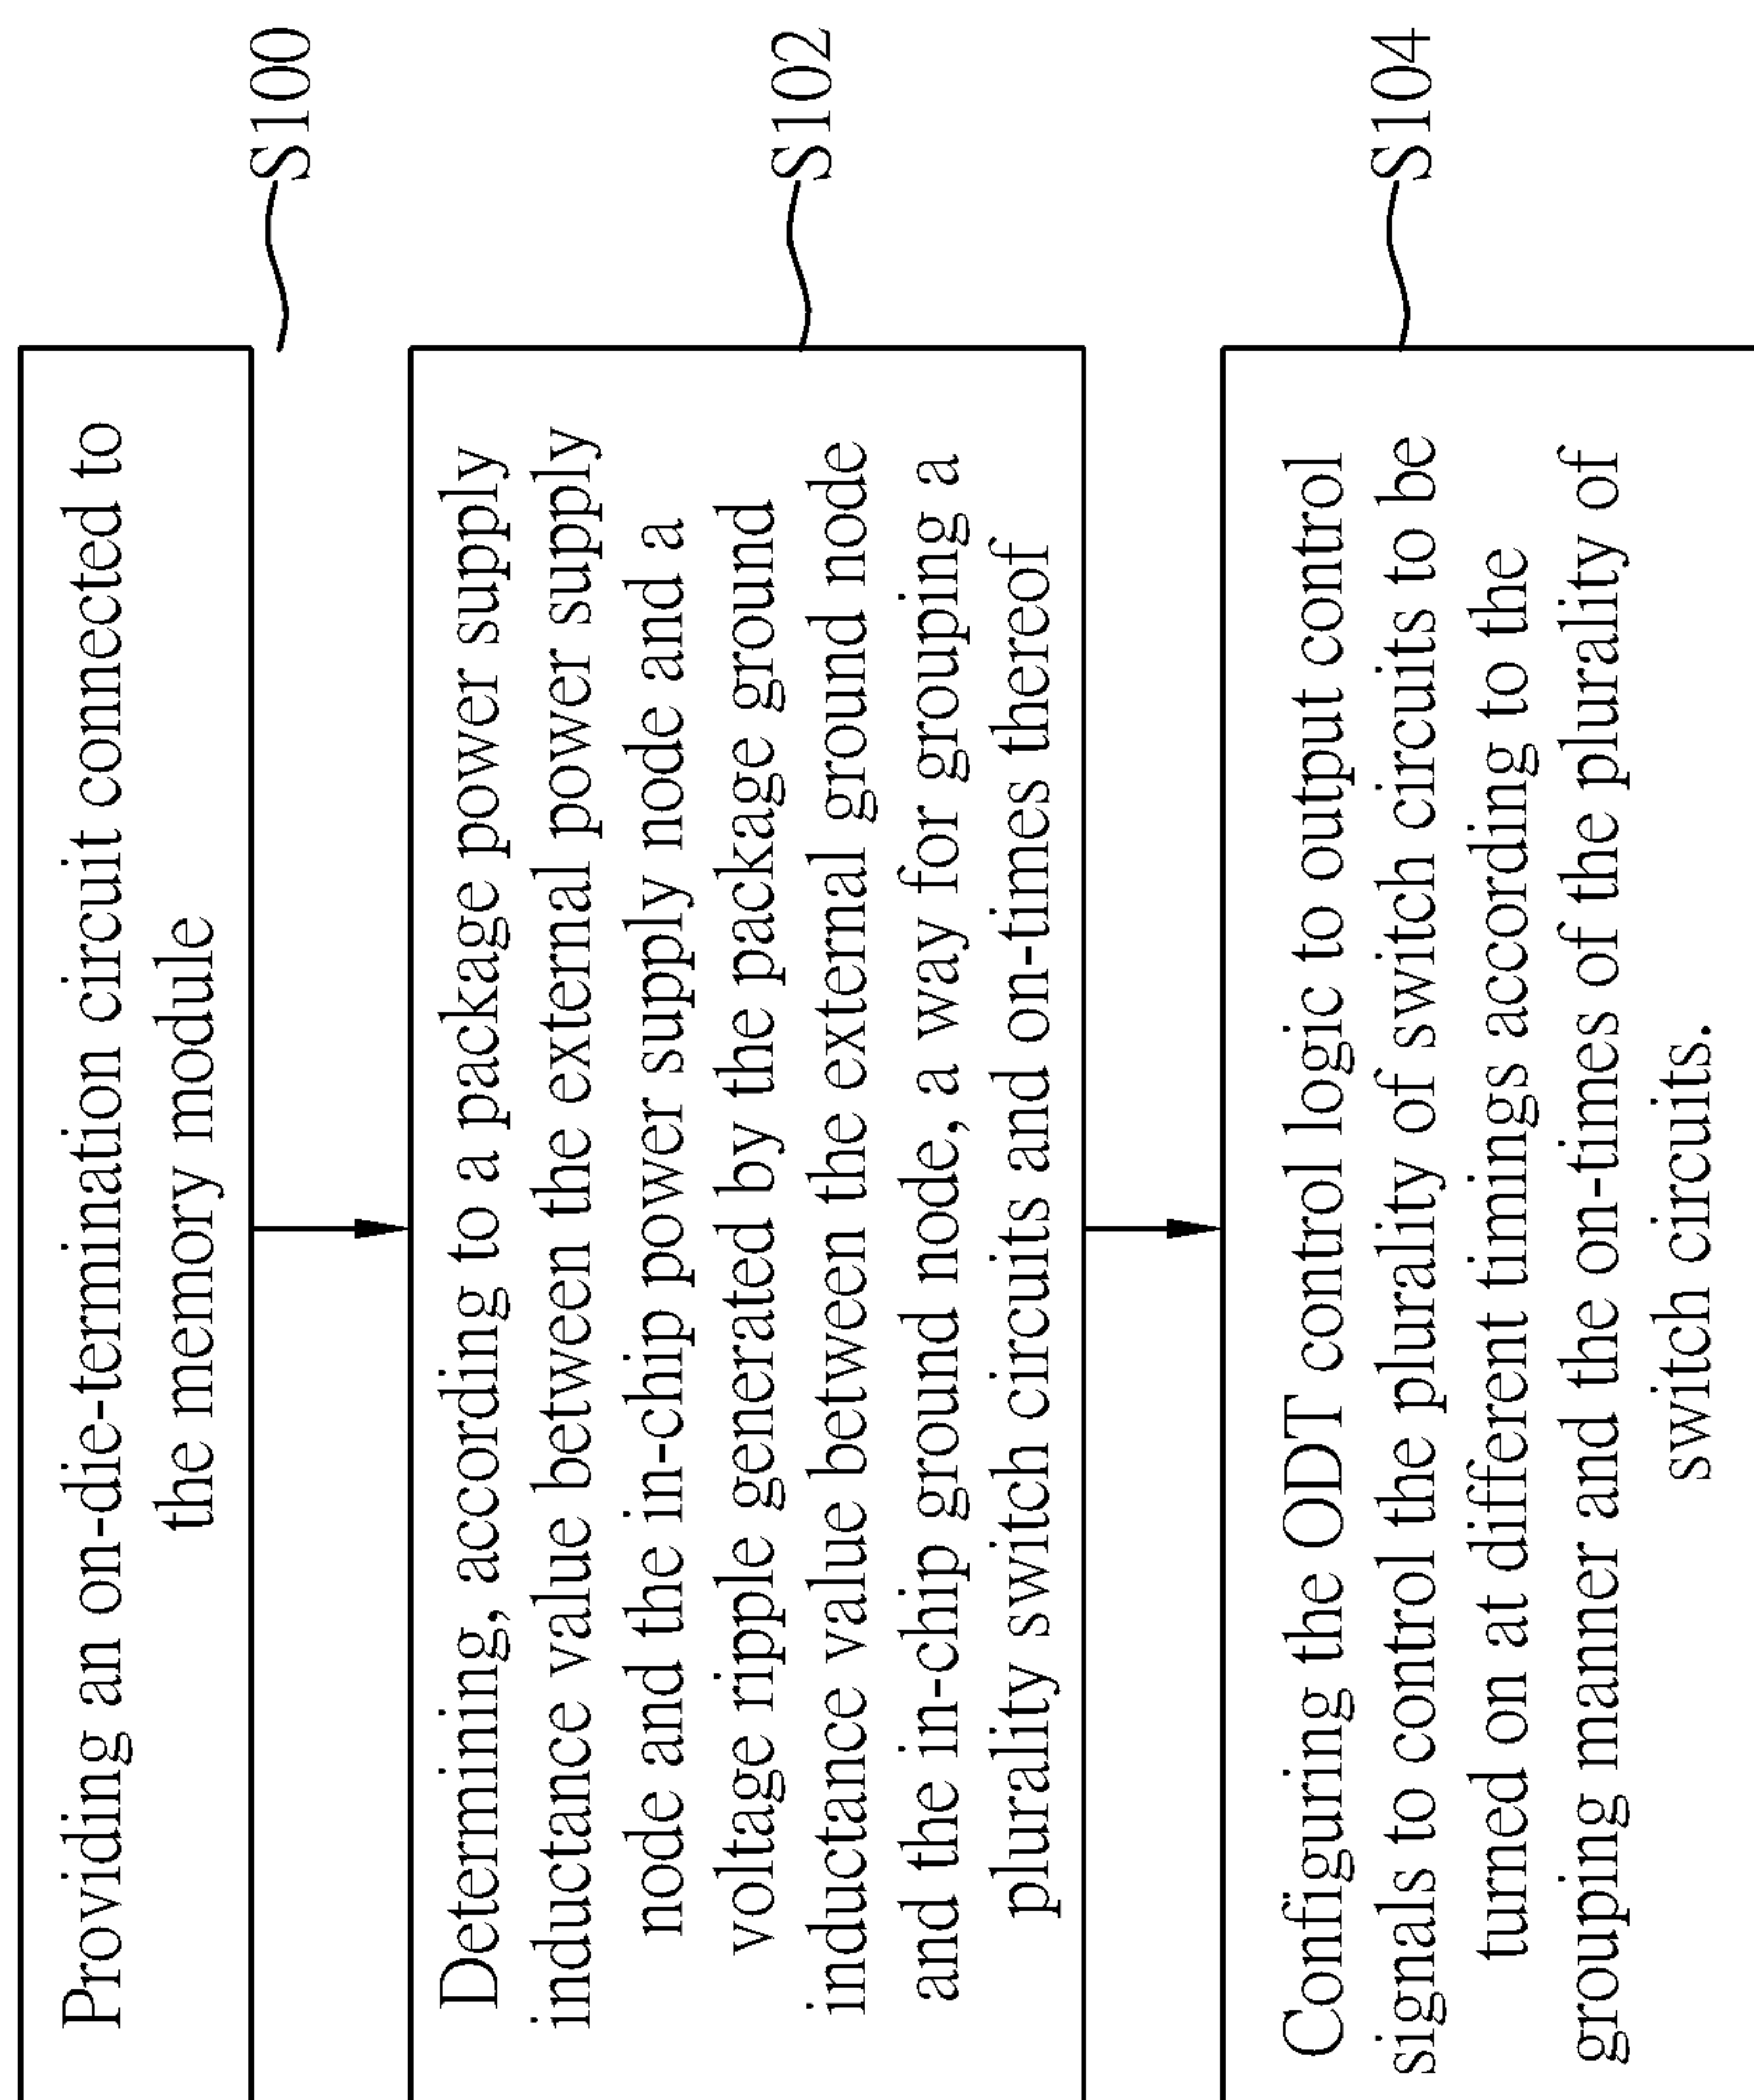 Providing an on-die-termination circuit connected to
the memory module
S100
Determining, according to a package power supply
inductance value between the external power supply
node and the in-chip power supply node and a
voltage ripple generated by the package ground
inductance value between the external ground node
and the in-chip ground node, a way for grouping a
plurality switch circuits and on-times thereof
S102
Configuring the ODT control logic to output control
signals to control the plurality of switch circuits to be
turned on at different timings according to the
grouping manner and the on-times of the plurality of
switch circuits.
S104